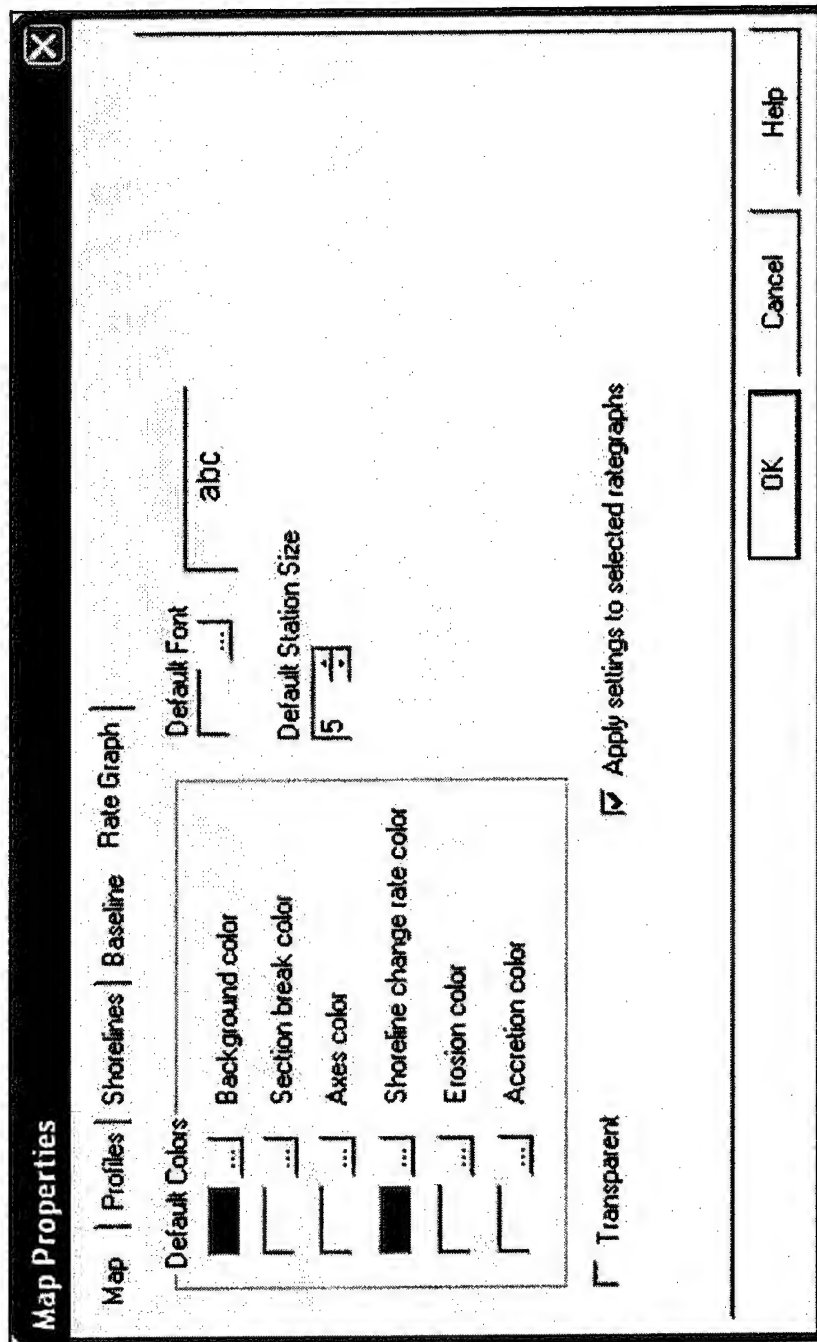 Map Properties
Map Profiles Shorelines Baseline Rate Graph
Default Colors
... Background color
... Section break color
... Axes color
... Shoreline change rate color
... Erosion color
... Accretion color
Default Font
... abc
Default Station Size
5
Transparent
Apply settings to selected rategraphs
OK Cancel Help